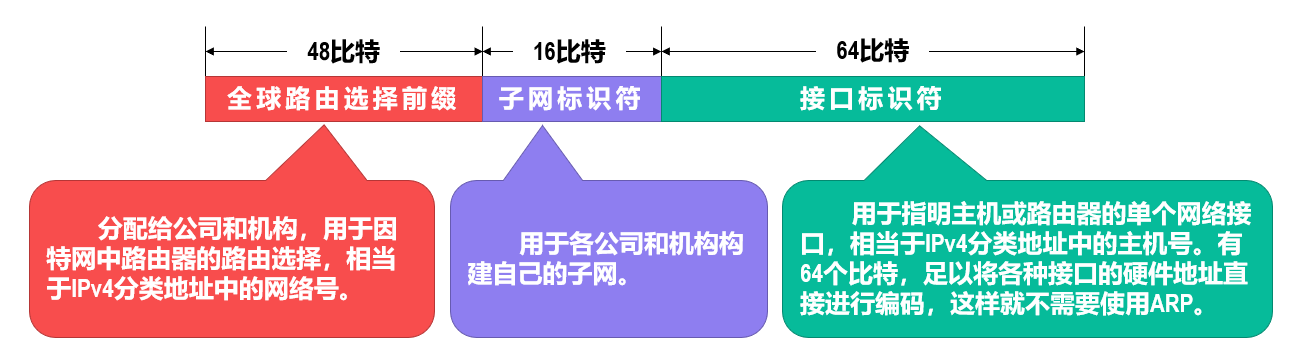 48比特
16比特
64比特
全球路由选择前缀
子网标识符
接口标识符
分配给公司和机构，用于因
特网中路由器的路由选择，相当
于IPv4分类地址中的网络号。
用于各公司和机构构
建自己的子网。
用于指明主机或路由器的单个网络接
口，相当于IPv4分类地址中的主机号。有
64个比特，足以将各种接口的硬件地址直
接进行编码，这样就不需要使用ARP。